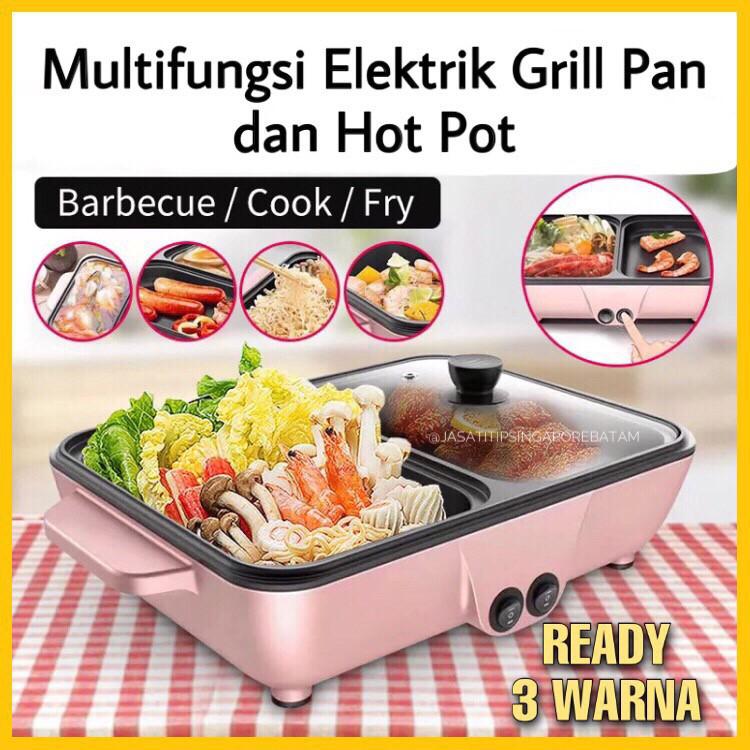 Multifungsi Elektrik Grill Pan
dan Hot Pot
Barbecue / Cook / Fry
@JASATITIPSINGAPOREBATAM
READY
3 WARNA